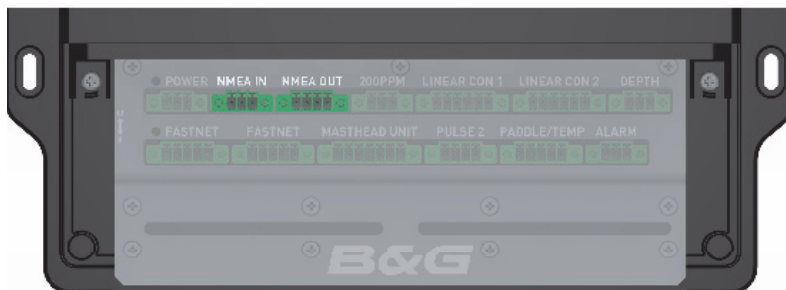 POWER NMEA IN NMEA OUT 200PPM LINEAR CON 1 LINEAR CON 2 DEPTH
FASTNET FASTNET MASTHEAD UNIT PULSE 2 PADDLE/TEMP ALARM
B&G